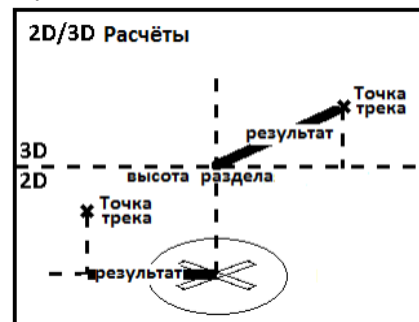 2D/3D Расчёты
Точка
трека
результат
3D
высота раздела
2D
Точка
трека
результат